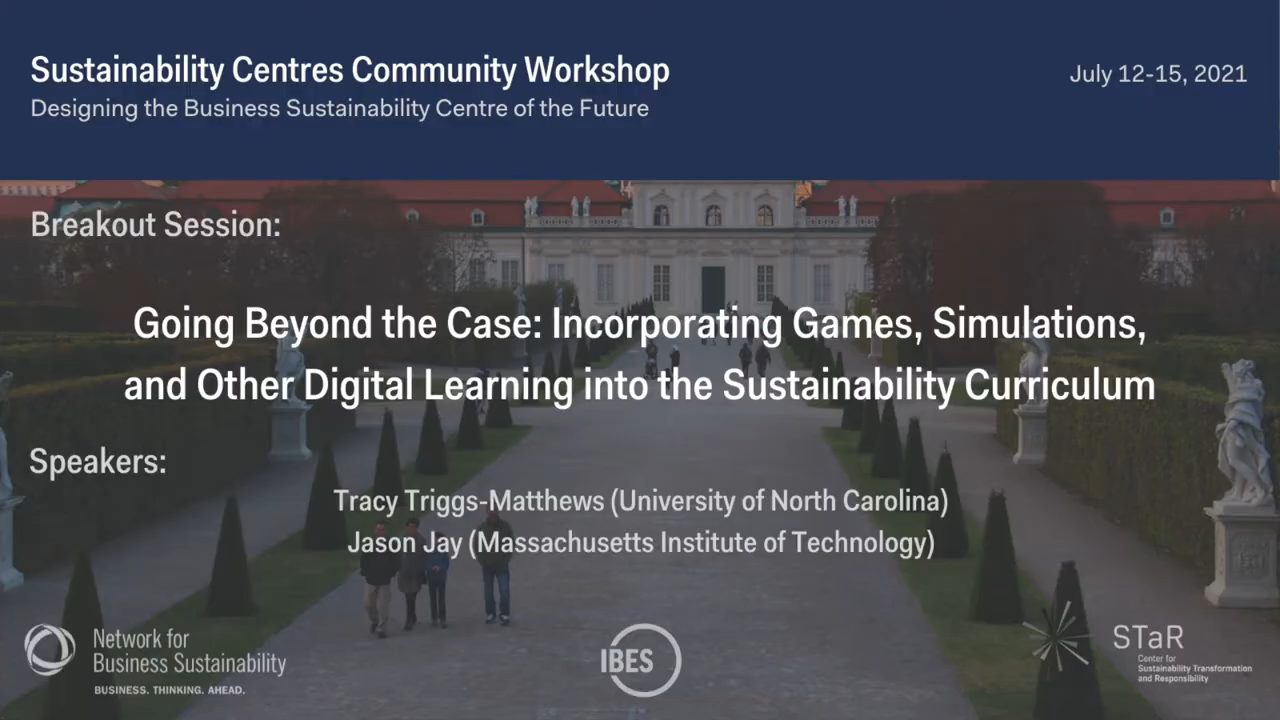 Sustainability Centres Community Workshop
July 12-15, 2021
Designing the Business Sustainability Centre of the Future
Breakout Session:
Going Beyond the Case: Incorporating Games, Simulations,
and Other Digital Learning into the Sustainability Curriculum
Speakers:
Tracy Triggs-Matthews (University of North Carolina)
Jason Jay (Massachusetts Institute of Technology)
Network for
Business Sustainability
BUSINESS. THINKING. AHEAD.
IBES
STaR
Center for
Sustainability Transformation
and Responsibility